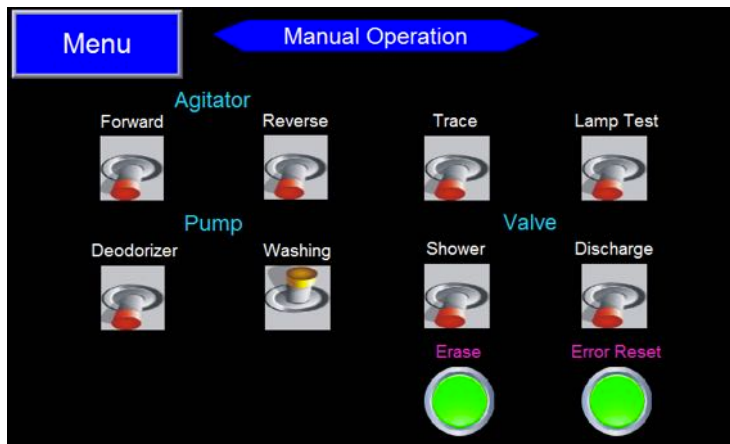 Menu
Manual Operation
Agitator
Forward
Reverse
Trace
Lamp Test
Pump
Valve
Deodorizer
Washing
Shower
Discharge
Erase
Error Reset